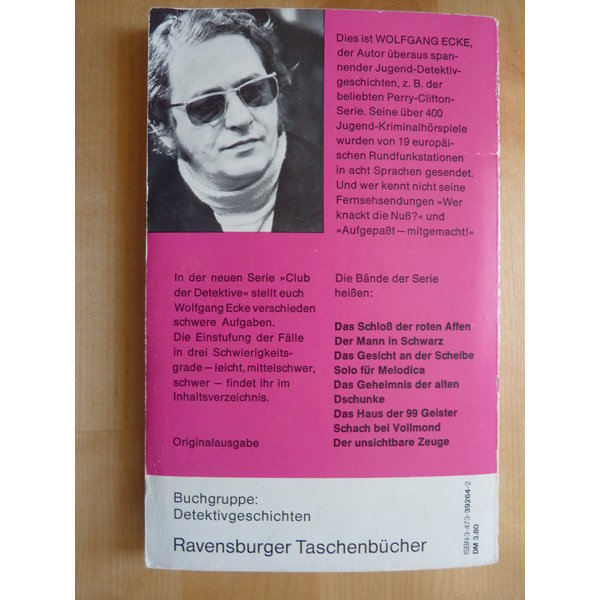 Dies ist WOLFGANG ECKE,
der Autor überaus span-
nender Jugend-Detektiv-
geschichten, z. B. der
beliebten Perry-Clifton-
Serie. Seine über 400
Jugend-Kriminalhörspiele
wurden von 19 europäi-
schen Rundfunkstationen
in acht Sprachen gesendet.
Und wer kennt nicht seine
Fernsehsendungen »Wer
knackt die Nuß?« und
»Aufgepaßt — mitgemacht!«
In der neuen Serie »Club
der Detektive« stellt euch
Wolfgang Ecke verschieden
schwere Aufgaben.
Die Einstufung der Fälle
in drei Schwierigkeits-
grade — leicht, mittelschwer,
schwer — findet ihr im
Inhaltsverzeichnis.
Originalausgabe
Die Bände der Serie
heißen:
Das Schloß der roten Affen
Der Mann in Schwarz
Das Gesicht an der Scheibe
Solo für Melodica
Das Geheimnis der alten
Dschunke
Das Haus der 99 Geister
Schach bei Vollmond
Der unsichtbare Zeuge
Buchgruppe:
Detektivgeschichten
Ravensburger Taschenbücher
ISBN 3-473-39264-2
DM 3.80